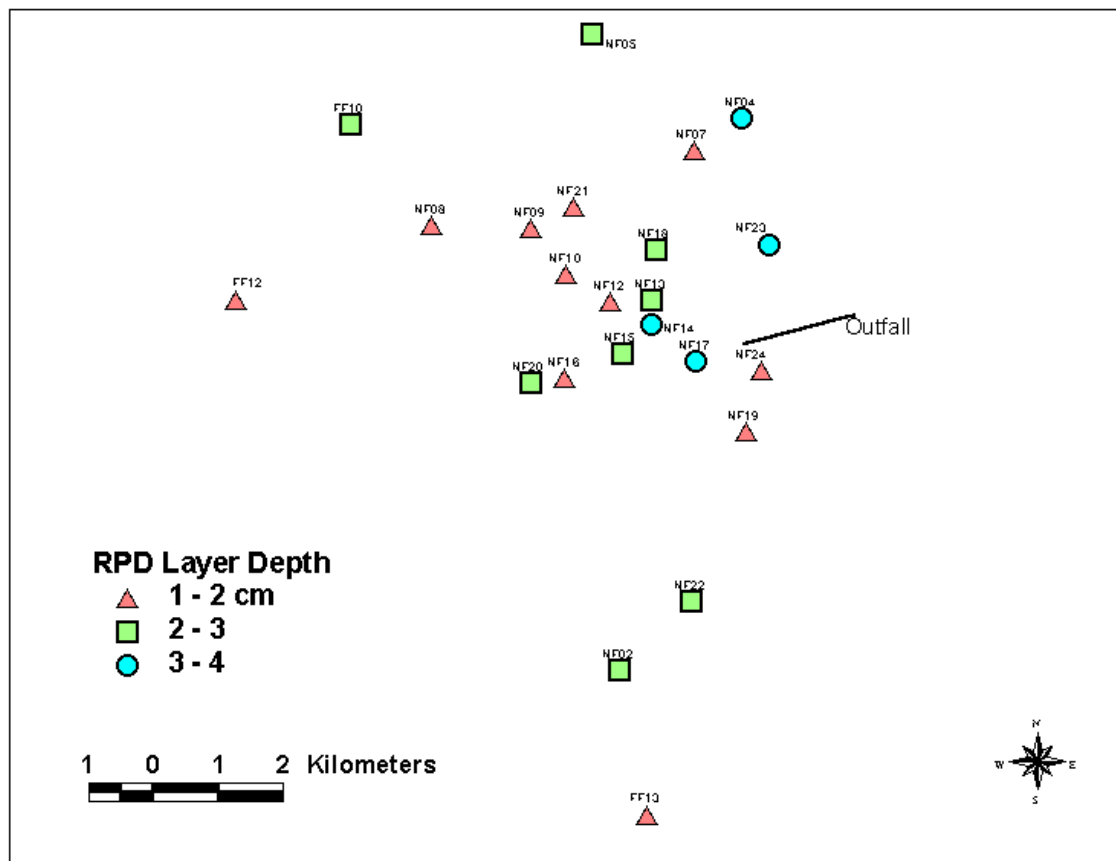 NF05
FF10
NF04
NF07
NF21
NF08
NF09
NF18
NF23
NF10
FF12
NF12
NF13
NF14
Outfall
NF15
NF17
NF20
NF16
NF24
NF19
RPD Layer Depth
1 - 2 cm
2 - 3
3 - 4
NF22
NF02
1 0 1 2 Kilometers
N
W E
S
FF13